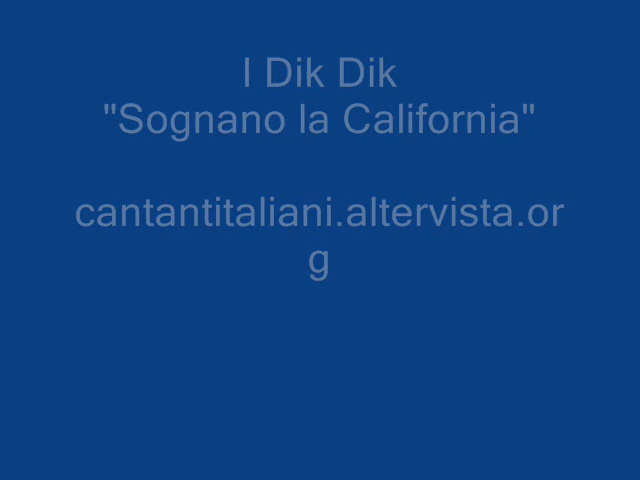 I Dik Dik
"Sognano la California"
cantantitaliani.altervista.or
g